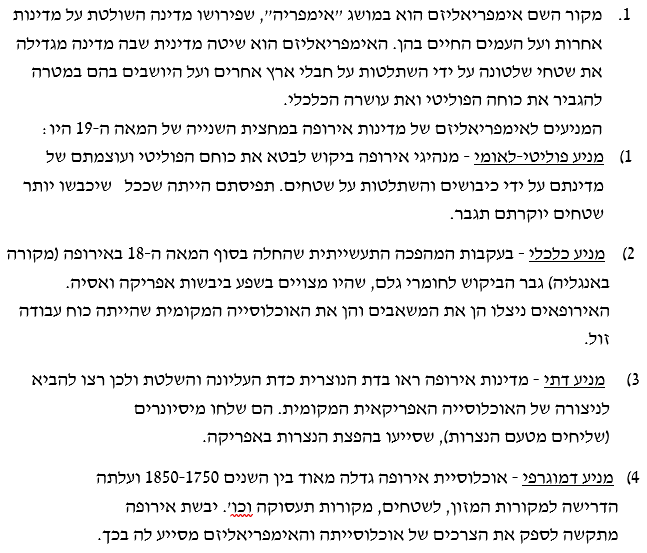 1. מקור השם אימפריאליזם הוא במושג "אימפריה", שפירושו מדינה השולטת על מדינות
אחרות ועל העמים החיים בהן. האימפריאליזם הוא שיטה מדינית שבה מדינה מגדילה
את שטחי שלטונה על ידי השתלטות על חבלי ארץ אחרים ועל היושבים בהם במטרה
להגביר את כוחה הפוליטי ואת עושרה הכלכלי.
המניעים לאימפריאליזם של מדינות אירופה במחצית השנייה של המאה ה-19 היו:
1) מניע פוליטי-לאומי - מנהיגי אירופה ביקוש לבטא את כוחם הפוליטי ועוצמתם של
מדינתם על ידי כיבושים והשתלטות על שטחים. תפיסתם הייתה שככל שיכבשו יותר
שטחים יוקרתם תגבר.
2) מניע כלכלי - בעקבות המהפכה התעשייתית שהחלה בסוף המאה ה-18 באירופה (מקורה
באנגליה) גבר הביקוש לחומרי גלם, שהיו מצויים בשפע ביבשות אפריקה ואסיה.
האירופאים ניצלו הן את המשאבים והן את האוכלוסייה המקומית שהייתה כוח עבודה
זול.
3) מניע דתי - מדינות אירופה ראו בדת הנוצרית כדת העליונה והשלטת ולכן רצו להביא
לניצורה של האוכלוסייה האפריקאית המקומית. הם שלחו מיסיונרים
(שליחים מטעם הנצרות), שסייעו בהפצת הנצרות באפריקה.
4) מניע דמוגרפי - אוכלוסיית אירופה גדלה מאוד בין השנים 1850-1750 ועלתה
הדרישה למקורות המזון, לשטחים, מקורות תעסוקה וכו'. יבשת אירופה
מתקשה לספק את הצרכים של אוכלוסייתה והאימפריאליזם מסייע לה בכך.